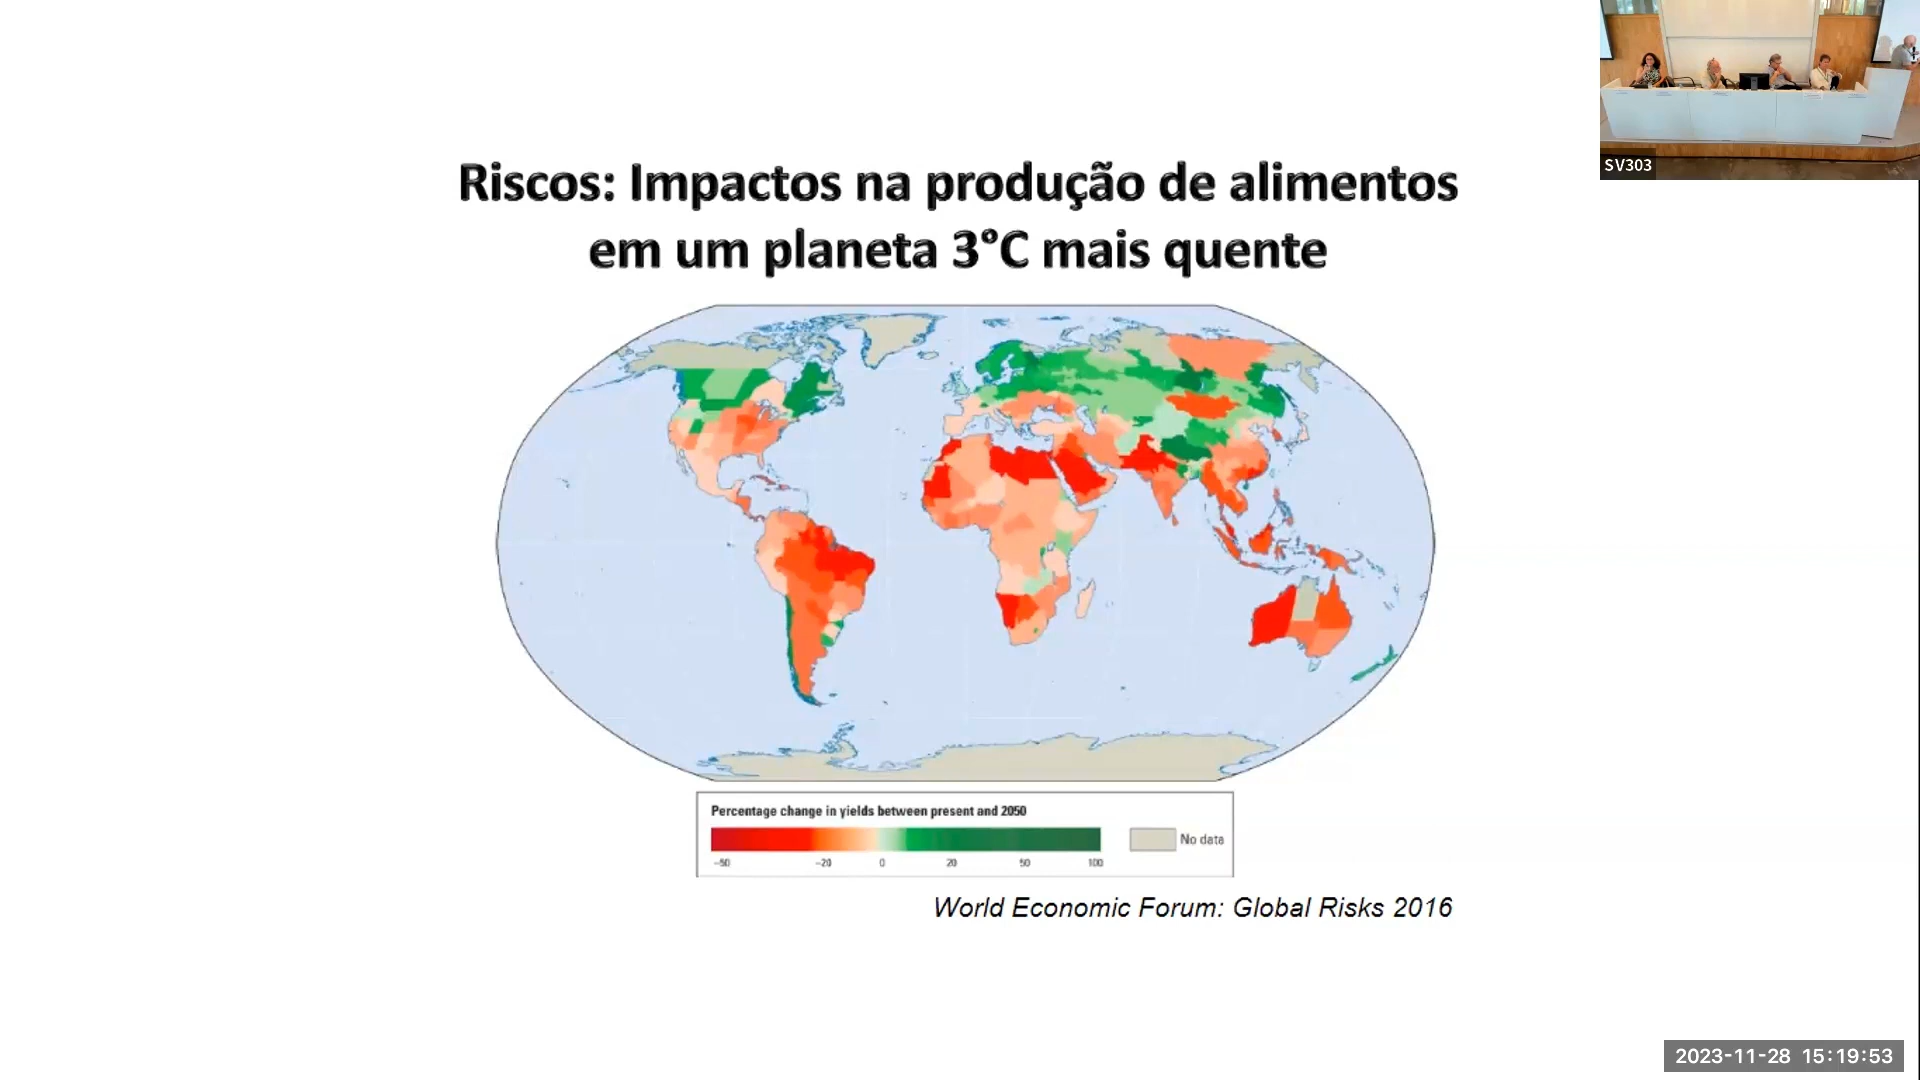 SV303
Riscos: Impactos na produção de alimentos
em um planeta 3°C mais quente
Percentage change in yields between present and 2050
−50 −20 0 20 50 100
No data
World Economic Forum: Global Risks 2016
2023-11-28 15:19:53